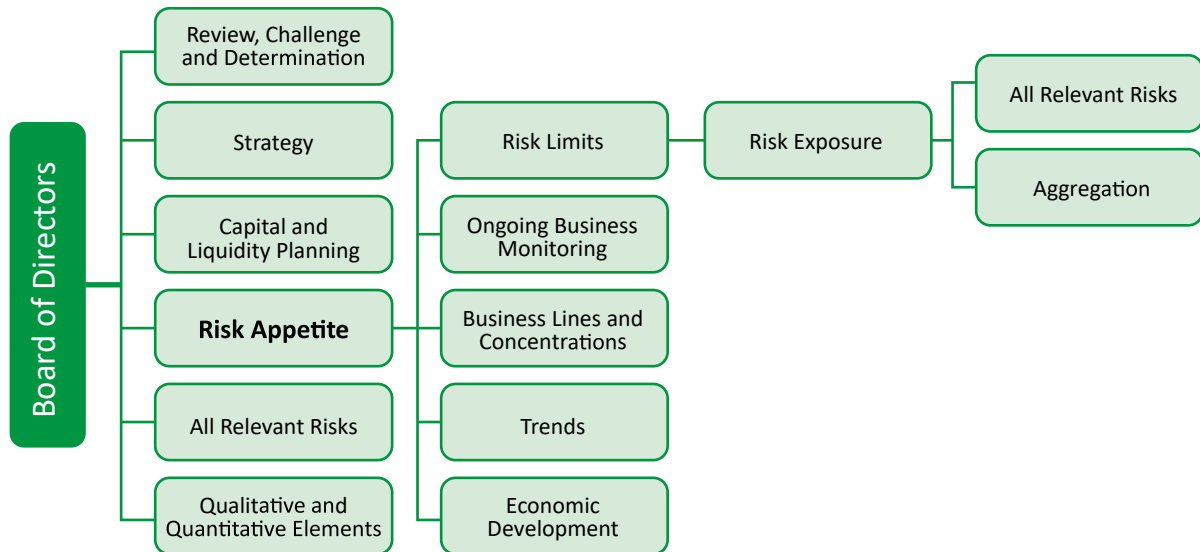 Board of Directors
Review, Challenge
and Determination
Strategy
Capital and
Liquidity Planning
Risk Appetite
All Relevant Risks
Qualitative and
Quantitative Elements
Risk Limits
Ongoing Business
Monitoring
Business Lines and
Concentrations
Trends
Economic
Development
Risk Exposure
All Relevant Risks
Aggregation